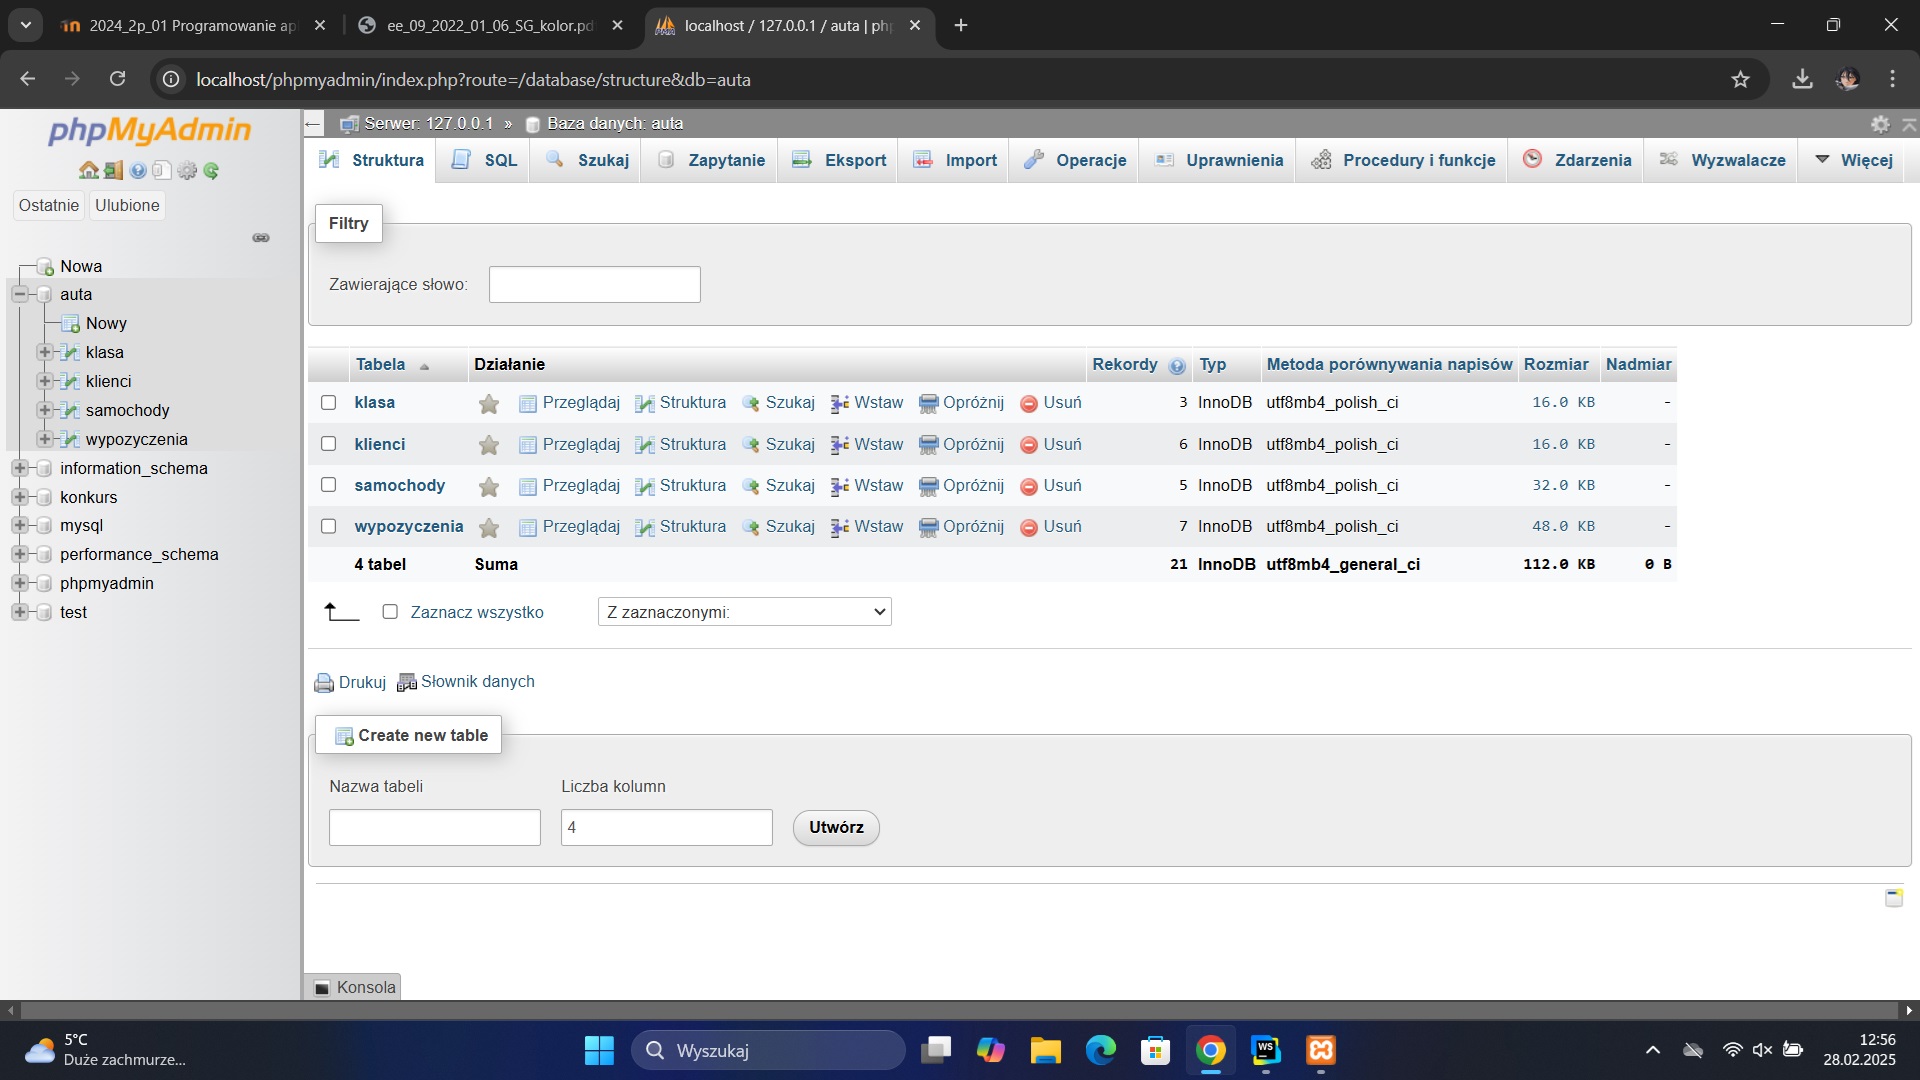 2024_2p_01 Programowanie ap
ee_09_2022_01_06_SG_kolor.pd
localhost / 127.0.0.1 / auta | ph
localhost/phpmyadmin/index.php?route=/database/structure&db=auta
phpMyAdmin
Ostatnie Ulubione
Nowa
auta
Nowy
klasa
klienci
samochody
wypozyczenia
information_schema
konkurs
mysql
performance_schema
phpmyadmin
test
Serwer: 127.0.0.1 » Baza danych: auta
Struktura SQL Szukaj Zapytanie Eksport Import Operacje Uprawnienia Procedury i funkcje Zdarzenia Wyzwalacze Więcej
Filtry
Zawierające słowo:
Tabela Działanie Rekordy Typ Metoda porównywania napisów Rozmiar Nadmiar
klasa Przeglądaj Struktura Szukaj Wstaw Opróżnij Usuń 3 InnoDB utf8mb4_polish_ci 16.0 KB -
klienci Przeglądaj Struktura Szukaj Wstaw Opróżnij Usuń 6 InnoDB utf8mb4_polish_ci 16.0 KB -
samochody Przeglądaj Struktura Szukaj Wstaw Opróżnij Usuń 5 InnoDB utf8mb4_polish_ci 32.0 KB -
wypozyczenia Przeglądaj Struktura Szukaj Wstaw Opróżnij Usuń 7 InnoDB utf8mb4_polish_ci 48.0 KB -
4 tabel Suma 21 InnoDB utf8mb4_general_ci 112.0 KB 0 B
Zaznacz wszystko Z zaznaczonymi:
Drukuj Słownik danych
Create new table
Nazwa tabeli Liczba kolumn
4 Utwórz
Konsola
5°C
Duże zachmurze...
Wyszukaj
WS
12:56
28.02.2025